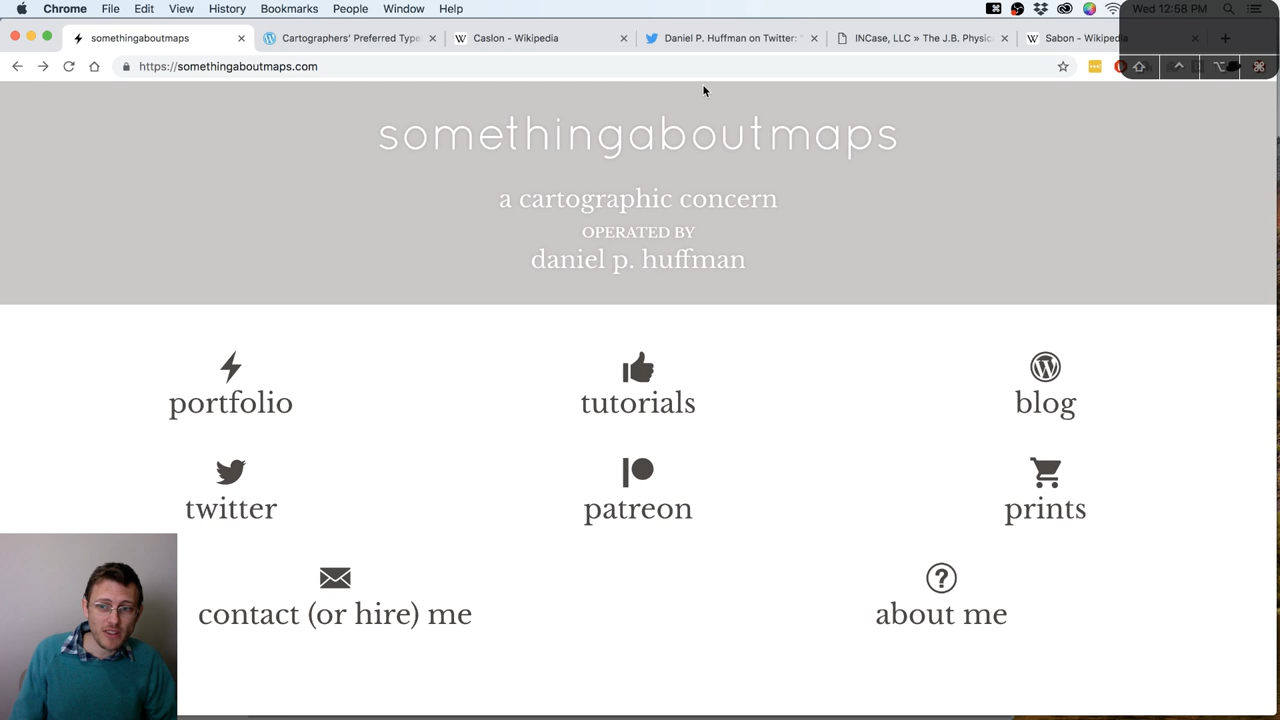 Chrome File Edit View History Bookmarks People Window Help Wed 12:58 PM
somethingaboutmaps Cartographers' Preferred Type Caslon - Wikipedia Daniel P. Huffman on Twitter: " INCase, LLC » The J.B. Physic Sabon - Wikipedia
https://somethingaboutmaps.com
somethingaboutmaps
a cartographic concern
OPERATED BY
daniel p. huffman
portfolio tutorials blog
twitter patreon prints
contact (or hire) me about me